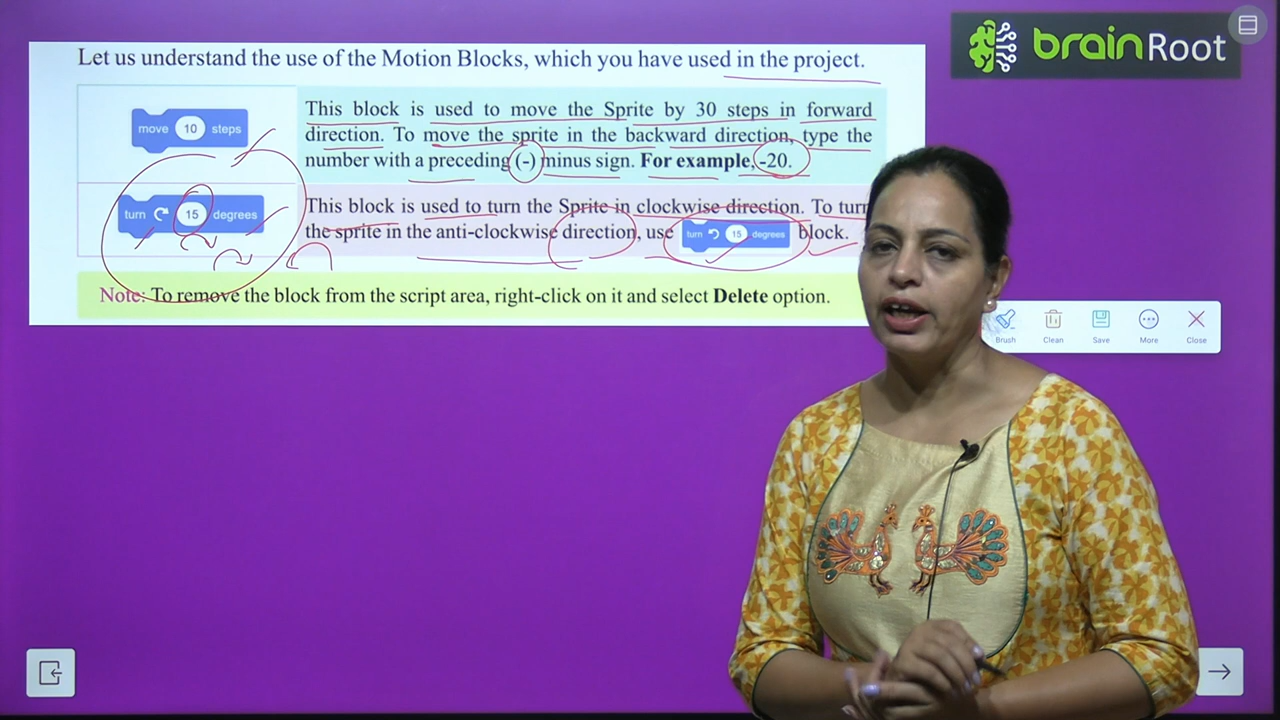 Let us understand the use of the Motion Blocks, which you have used in the project.
move 10 steps
This block is used to move the Sprite by 30 steps in forward
direction. To move the sprite in the backward direction, type the
number with a preceding (-) minus sign. For example, -20.
turn 15 degrees
This block is used to turn the Sprite in clockwise direction. To turn
the sprite in the anti-clockwise direction, use turn 15 degrees block.
Note: To remove the block from the script area, right-click on it and select Delete option.
brainRoot
Brush Clean Save More Close